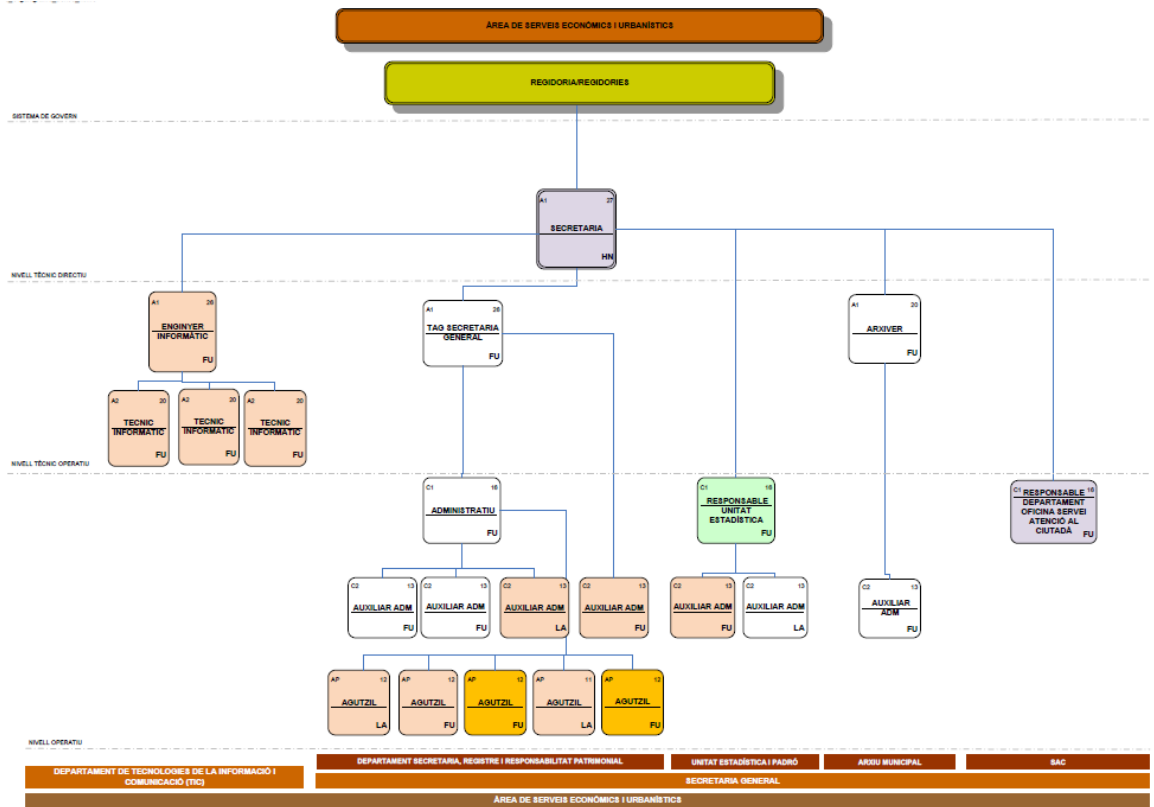 ÀREA DE SERVEIS ECONÒMICS I URBANÍSTICS
REGIDORIA/REGIDORIES
SISTEMA DE GOVERN
A1 27
SECRETARIA
HN
NIVELL TÈCNIC DIRECTIU
A1 26
ENGINYER
INFORMÀTIC
FU
A1 26
TAG SECRETARIA
GENERAL
FU
A1 20
ARXIVER
FU
A2 20
TECNIC
INFORMATIC
FU
A2 20
TECNIC
INFORMATIC
FU
A2 20
TECNIC
INFORMATIC
FU
NIVELL TÈCNIC OPERATIU
C1 16
ADMINISTRATIU
FU
C1 16
RESPONSABLE
UNITAT
ESTADÍSTICA
FU
C1 RESPONSABLE 16
DEPARTAMENT
OFICINA SERVEI
ATENCIÓ AL
CIUTADÀ
FU
C2 13
AUXILIAR ADM
FU
C2 13
AUXILIAR ADM
FU
C2 13
AUXILIAR ADM
LA
C2 13
AUXILIAR ADM
FU
C2 13
AUXILIAR ADM
FU
C2 13
AUXILIAR ADM
LA
C2 13
AUXILIAR
ADM
FU
AP 12
AGUTZIL
LA
AP 12
AGUTZIL
FU
AP 12
AGUTZIL
FU
AP 11
AGUTZIL
LA
AP 12
AGUTZIL
FU
NIVELL OPERATIU
DEPARTAMENT DE TECNOLOGIES DE LA INFORMACIÓ I
COMUNICACIÓ (TIC)
DEPARTAMENT SECRETARIA, REGISTRE I RESPONSABILITAT PATRIMONIAL
UNITAT ESTADÍSTICA I PADRÓ
ARXIU MUNICIPAL
SAC
SECRETARIA GENERAL
ÀREA DE SERVEIS ECONÒMICS I URBANÍSTICS